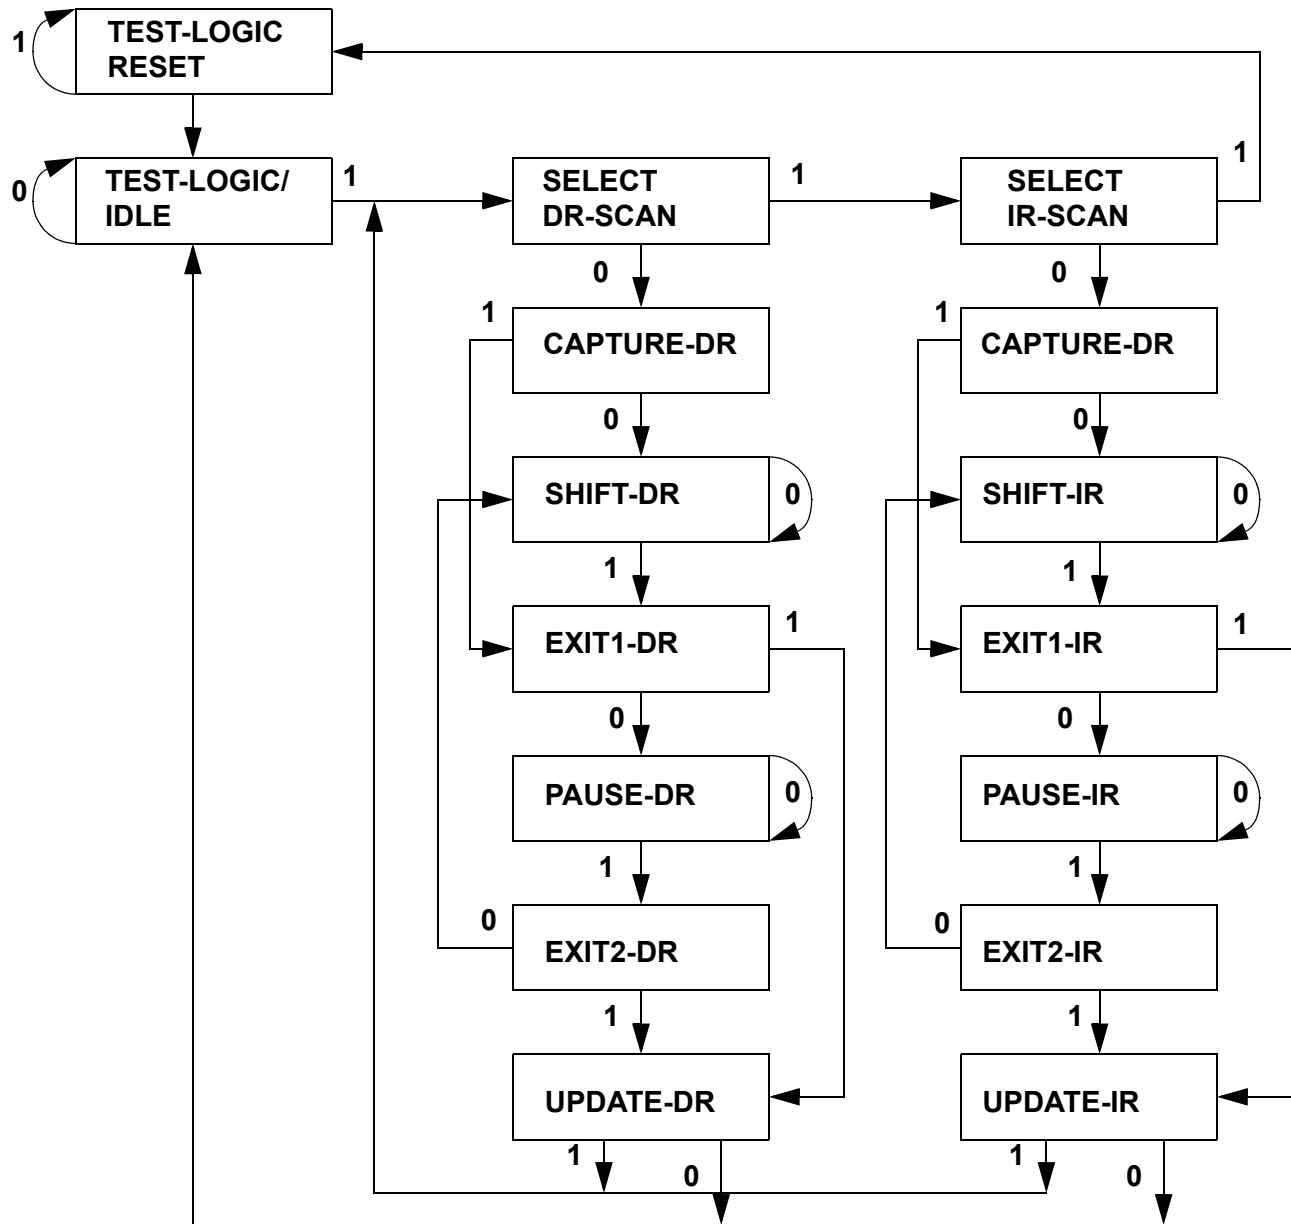 1
TEST-LOGIC
RESET
0
TEST-LOGIC/
IDLE
1
SELECT
DR-SCAN
1
SELECT
IR-SCAN
1
0
0
1
CAPTURE-DR
1
CAPTURE-DR
0
0
SHIFT-DR
0
SHIFT-IR
0
1
1
EXIT1-DR
1
EXIT1-IR
1
0
0
PAUSE-DR
0
PAUSE-IR
0
1
1
0
EXIT2-DR
0
EXIT2-IR
1
1
UPDATE-DR
UPDATE-IR
1
0
1
0